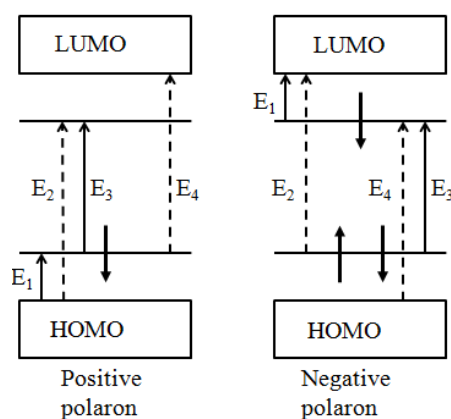 LUMO
LUMO
E₁
E₂
E₃
E₄
E₂
E₄
E₃
E₁
HOMO
HOMO
Positive
polaron
Negative
polaron